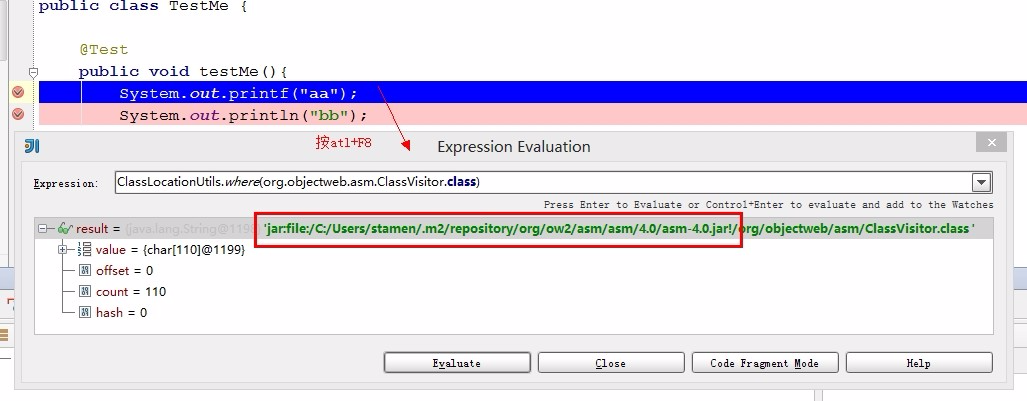 public class TestMe {
@Test
public void testMe(){
System.out.printf("aa");
System.out.println("bb");
按atl+F8
Expression Evaluation
Expression: ClassLocationUtils.where(org.objectweb.asm.ClassVisitor.class)
Press Enter to Evaluate or Control+Enter to evaluate and add to the Watches
result = {java.lang.String@1198} 'jar:file:/C:/Users/stamen/.m2/repository/org/ow2/asm/asm/4.0/asm-4.0.jar!/org/objectweb/asm/ClassVisitor.class'
value = {char[110]@1199}
offset = 0
count = 110
hash = 0
Evaluate Close Code Fragment Mode Help